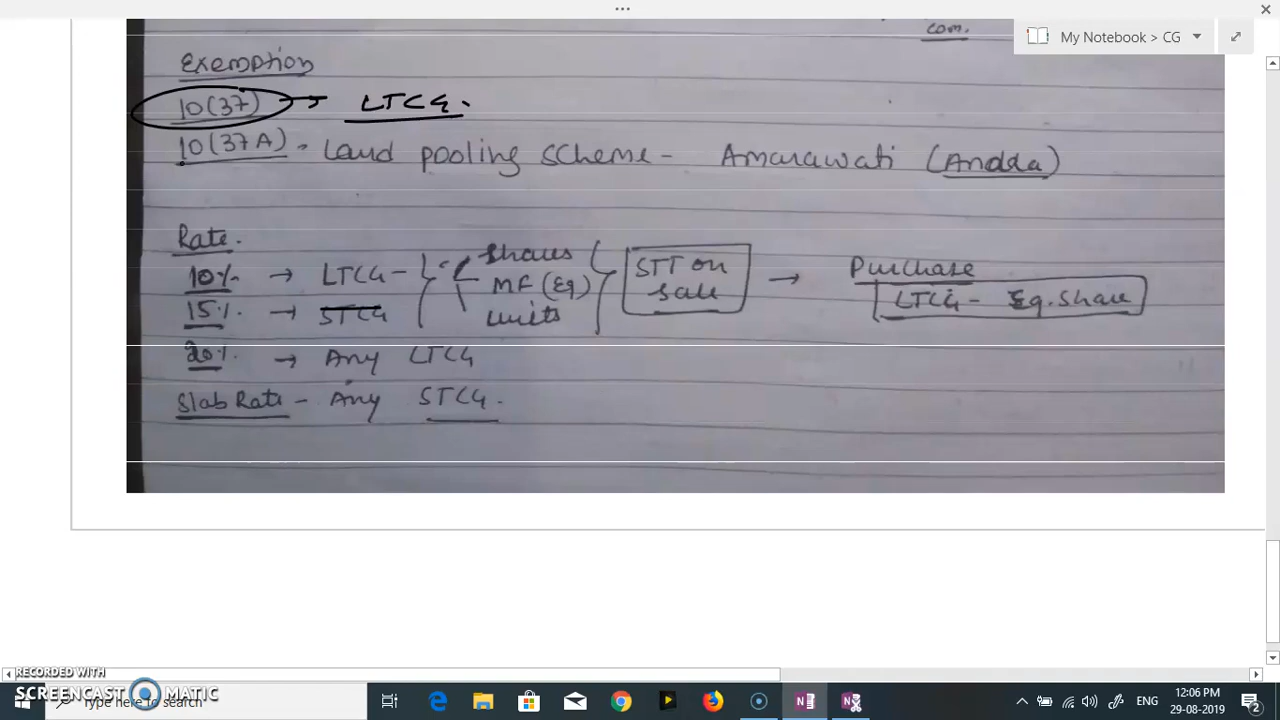 ...
com.
My Notebook > CG
Exemption
10(37) → LTCG.
10(37A) - Land pooling scheme - Amarawati (Andra)
Rate.
10% → LTCG - Shares
15% → STCG MF (Eq) units
STT on sale → Purchase
LTCG - Eq. Share
20% → Any LTCG
Slab Rate - Any STCG.
RECORDED WITH
SCREENCAST MATIC
Type here to search
ENG
12:06 PM
29-08-2019
2